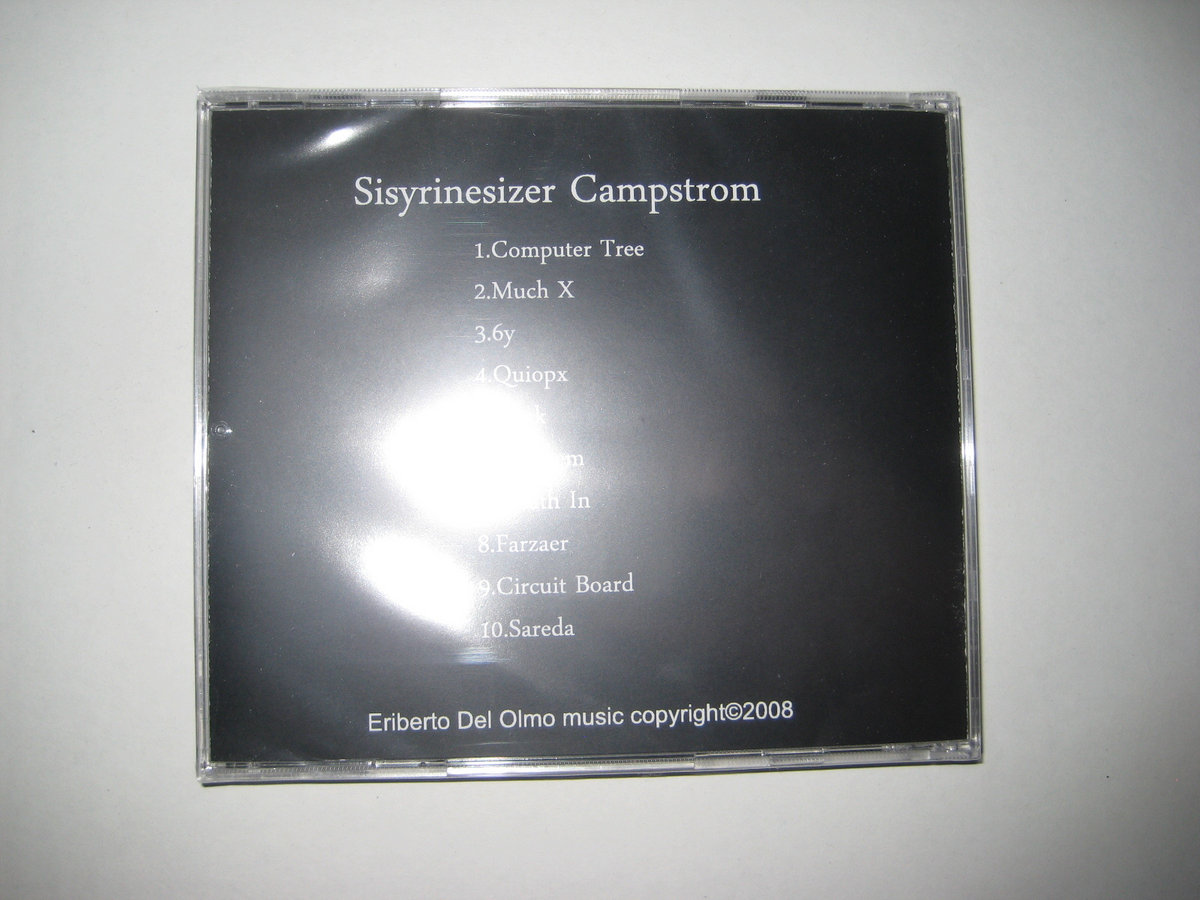 Sisyrinesizer Campstrom
1.Computer Tree
2.Much X
3.6y
4.Quiopx
In
8.Farzaer
9.Circuit Board
10.Sareda
Eriberto Del Olmo music copyright©2008